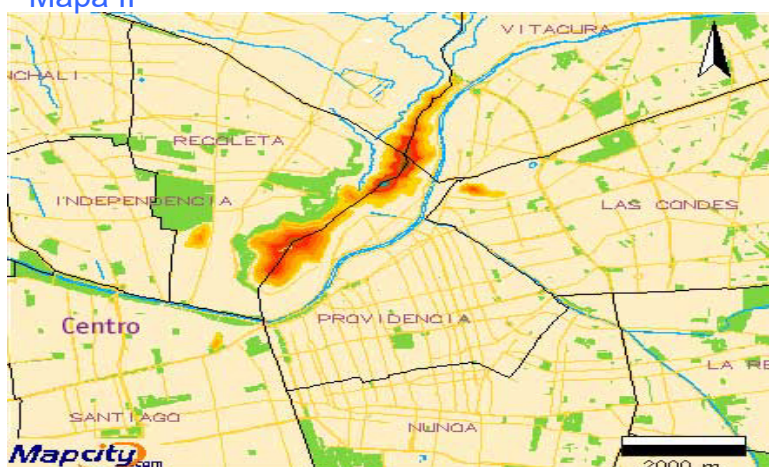 Mapa II
VITACURA
NCHALI
RECOLETA
INDEPENDENCIA
LAS CONDES
Centro
PROVIDENCIA
LA RE
SANTIAGO
NUNOA
Mapcity.com
2000 m